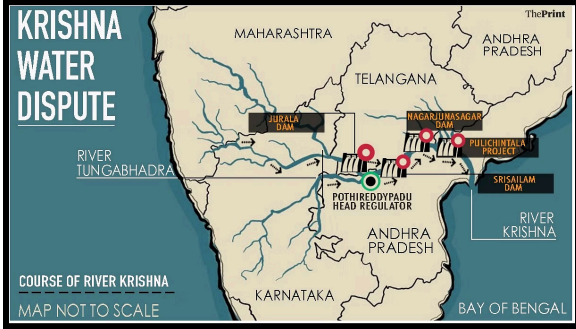 KRISHNA
WATER
DISPUTE
ThePrint
MAHARASHTRA
ANDHRA
PRADESH
TELANGANA
JURALA
DAM
NAGARJUNASAGAR
DAM
PULICHINTALA
PROJECT
RIVER
TUNGABHADRA
SRISAILAM
DAM
POTHIREDDYPADU
HEAD REGULATOR
RIVER
KRISHNA
ANDHRA
PRADESH
COURSE OF RIVER KRISHNA
KARNATAKA
MAP NOT TO SCALE
BAY OF BENGAL